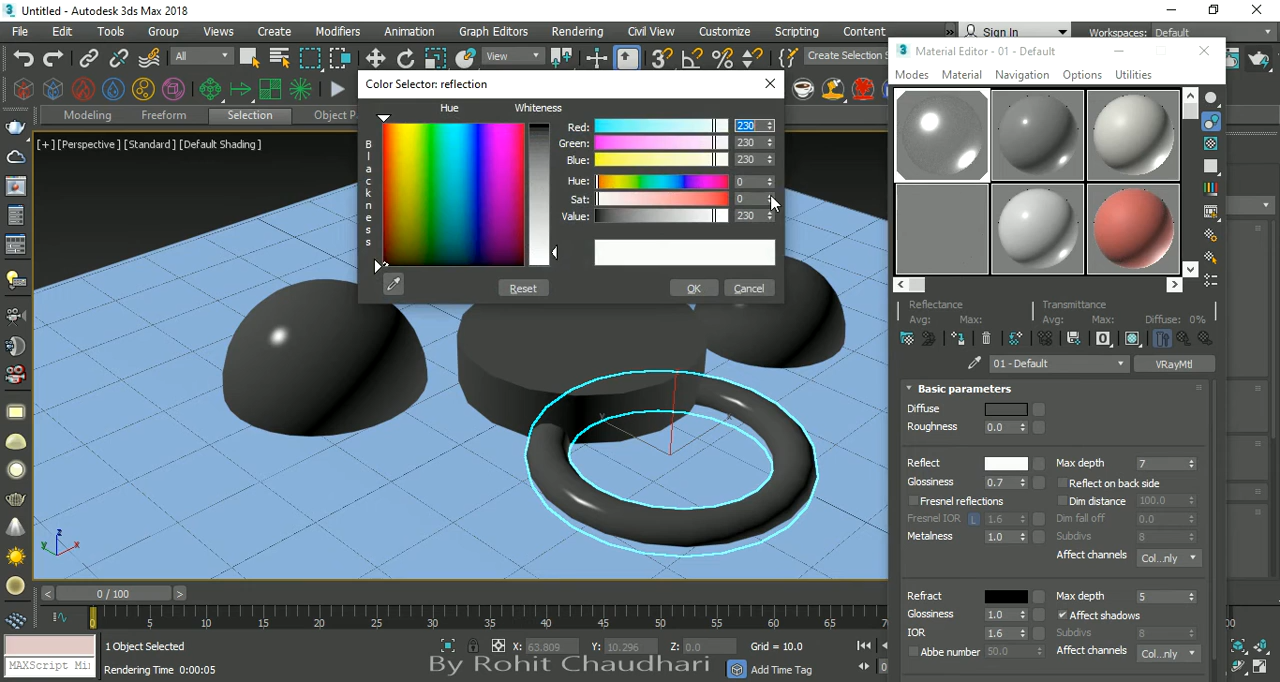 Untitled - Autodesk 3ds Max 2018
File Edit Tools Group Views Create Modifiers Animation Graph Editors Rendering Civil View Customize Scripting Content » Sign In Workspaces: Default
All View Create Selection
Modeling Freeform Selection Object P
[+] [Perspective] [Standard] [Default Shading]
Color Selector: reflection
Hue Whiteness
Blackness
Red: 230
Green: 230
Blue: 230
Hue: 0
Sat: 0
Value: 230
Reset OK Cancel
Material Editor - 01 - Default
Modes Material Navigation Options Utilities
Reflectance Transmittance
Avg: Max: Avg: Max: Diffuse: 0%
01 - Default VRayMtl
Basic parameters
Diffuse
Roughness 0.0
Reflect Max depth 7
Glossiness 0.7 Reflect on back side
Fresnel reflections Dim distance 100.0
Fresnel IOR L 1.6 Dim fall off 0.0
Metalness 1.0 Subdivs 8
Affect channels Col...nly
Refract Max depth 5
Glossiness 1.0 Affect shadows
IOR 1.6 Subdivs 8
Abbe number 50.0 Affect channels Col...nly
z y x
0 / 100
0 5 10 15 20 25 30 35 40 45 50 55 60 65 70
1 Object Selected X: 63.809 Y: 10.296 Z: 0.0 Grid = 10.0
MAXScript Mi Rendering Time 0:00:05 By Rohit Chaudhari Add Time Tag